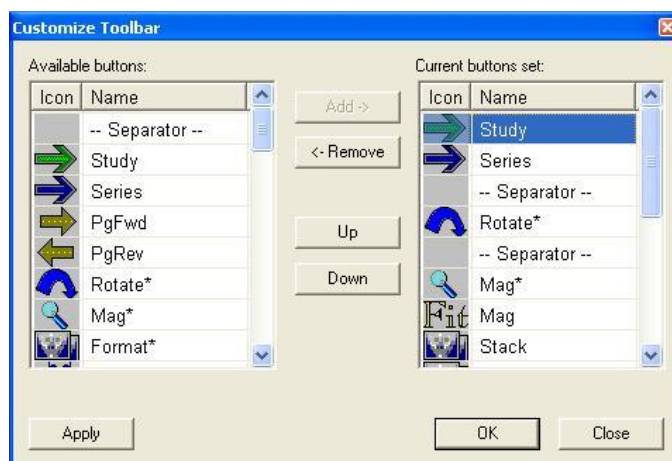 Customize Toolbar
Available buttons:
Icon Name
-- Separator --
Study
Series
PgFwd
PgRev
Rotate*
Mag*
Format*
Add ->
<- Remove
Up
Down
Current buttons set:
Icon Name
Study
Series
-- Separator --
Rotate*
-- Separator --
Mag*
Fit Mag
Stack
Apply
OK
Close